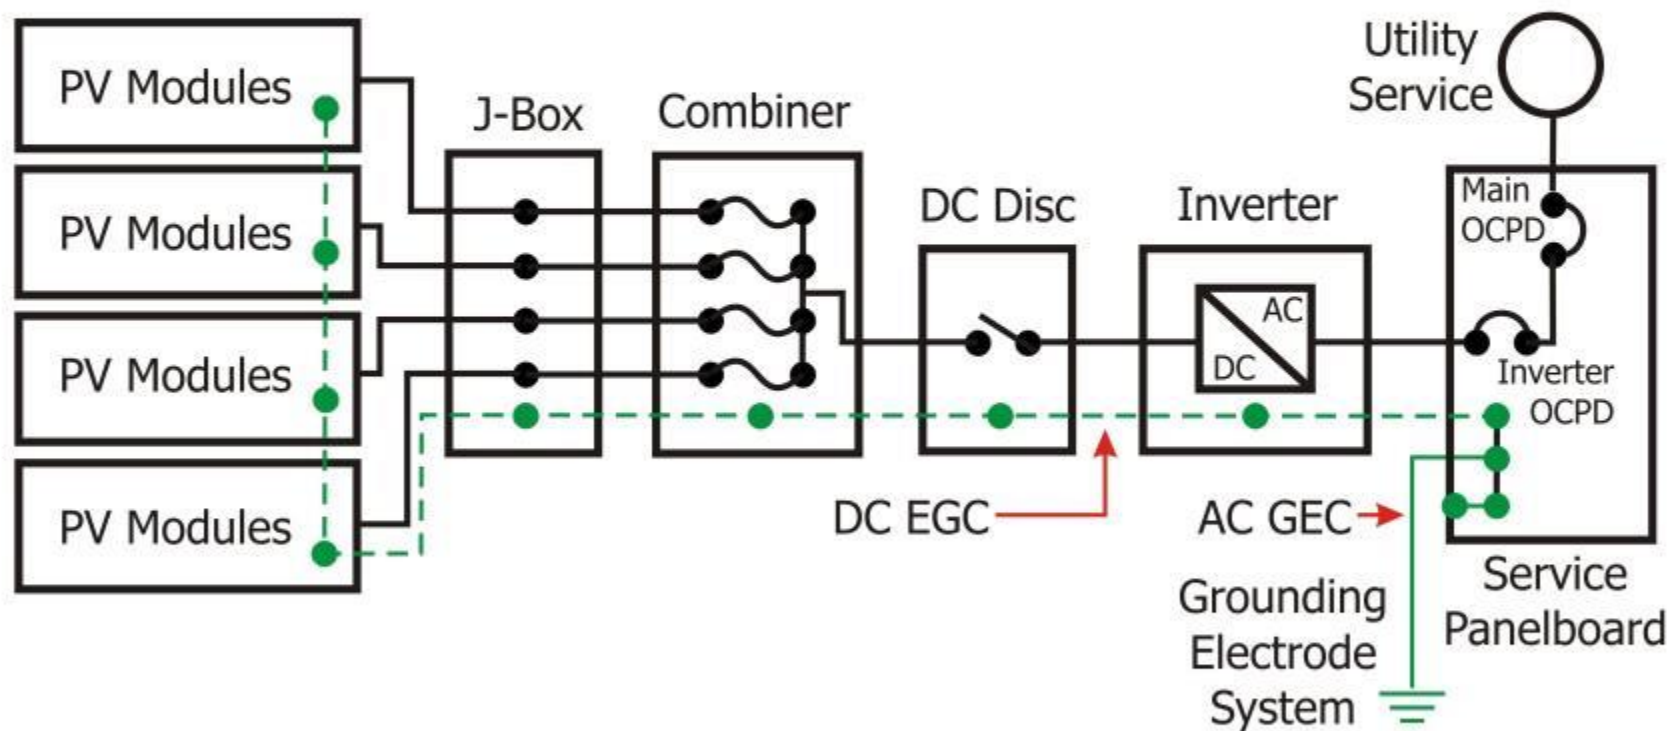 PV Modules
PV Modules
PV Modules
PV Modules
J-Box
Combiner
DC Disc
Inverter
AC
DC
Utility
Service
Main
OCPD
Inverter
OCPD
DC EGC
AC GEC
Grounding
Electrode
System
Service
Panelboard